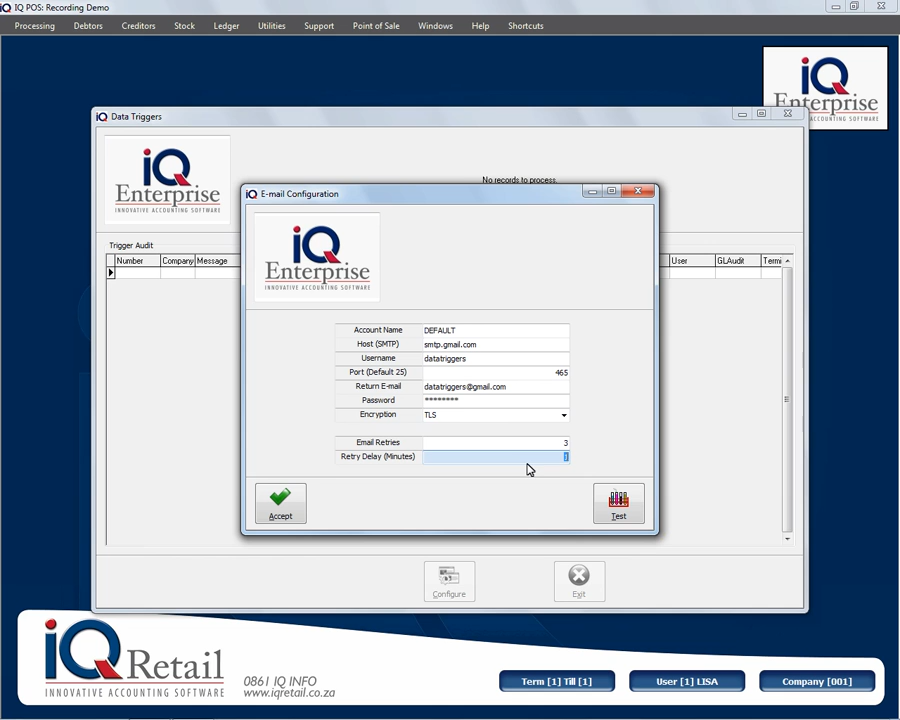 IQ POS: Recording Demo
Processing Debtors Creditors Stock Ledger Utilities Support Point of Sale Windows Help Shortcuts
iQ
Enterprise
ACCOUNTING SOFTWARE
Data Triggers
iQ
Enterprise
INNOVATIVE ACCOUNTING SOFTWARE
No records to process.
E-mail Configuration
iQ
Enterprise
INNOVATIVE ACCOUNTING SOFTWARE
Trigger Audit
Number Company Message User GLAudit Termi
Account Name DEFAULT
Host (SMTP) smtp.gmail.com
Username datatriggers
Port (Default 25) 465
Return E-mail datatriggers@gmail.com
Password ********
Encryption TLS
Email Retries 3
Retry Delay (Minutes)
Accept Test
Configure Exit
iQ Retail
INNOVATIVE ACCOUNTING SOFTWARE
0861 IQ INFO
www.iqretail.co.za
Term [1] Till [1] User [1] LISA Company [001]